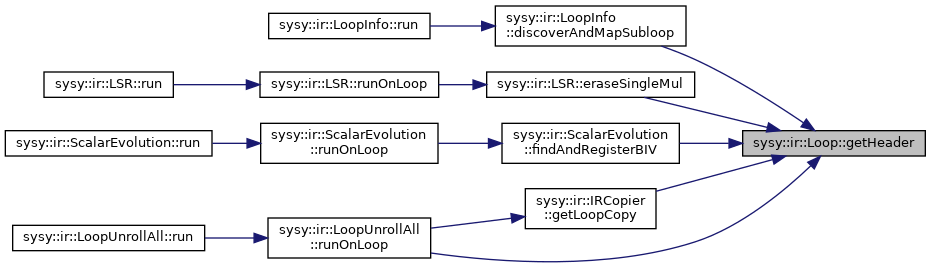 sysy::ir::LoopInfo::run
sysy::ir::LoopInfo
::discoverAndMapSubloop
sysy::ir::LSR::run
sysy::ir::LSR::runOnLoop
sysy::ir::LSR::eraseSingleMul
sysy::ir::ScalarEvolution::run
sysy::ir::ScalarEvolution
::runOnLoop
sysy::ir::ScalarEvolution
::findAndRegisterBIV
sysy::ir::Loop::getHeader
sysy::ir::IRCopier
::getLoopCopy
sysy::ir::LoopUnrollAll::run
sysy::ir::LoopUnrollAll
::runOnLoop